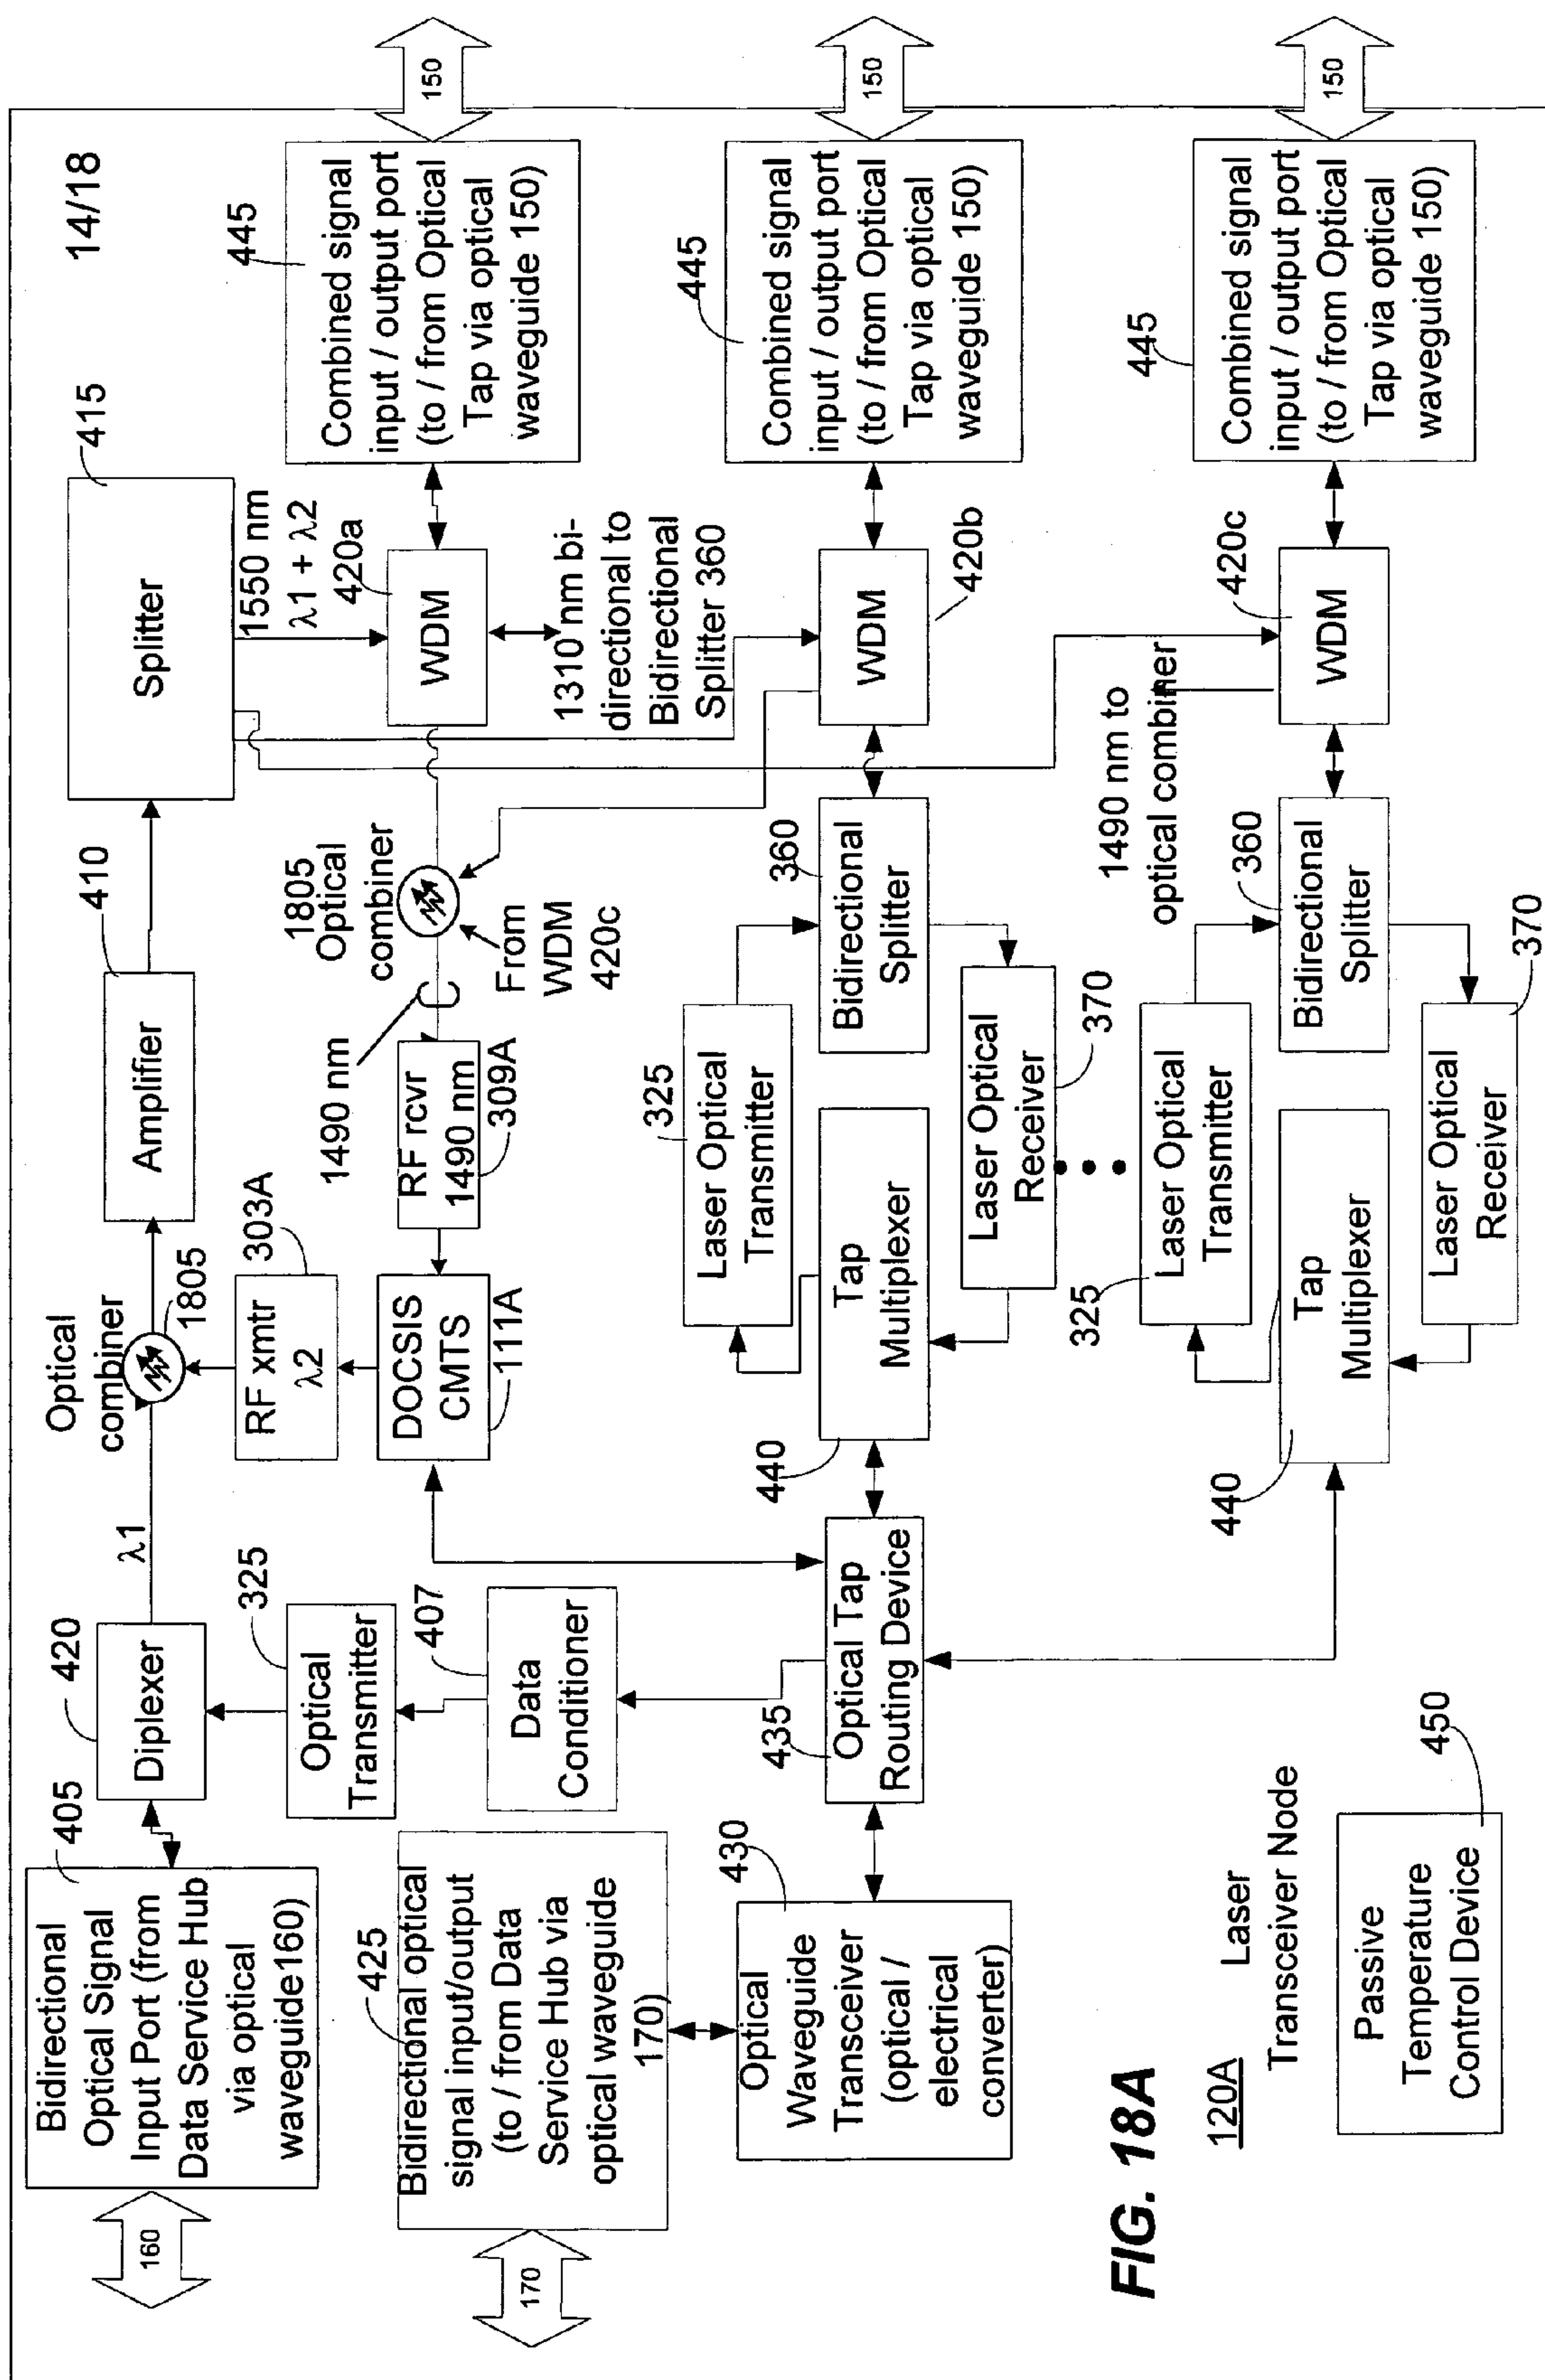 14/18
160
Bidirectional
Optical Signal
Input Port (from
Data Service Hub
via optical
waveguide160)
405
Diplexer
420
λ1
Optical
combiner
1805
Amplifier
410
Splitter
415
Optical
Transmitter
325
RF xmtr
λ2
303A
1550 nm
λ1 + λ2
420a
WDM
445
Combined signal
input / output port
(to / from Optical
Tap via optical
waveguide 150)
150
170
Bidirectional optical
signal input/output
(to / from Data
Service Hub via
optical waveguide
170)
425
Data
Conditioner
407
DOCSIS
CMTS
111A
RF rcvr
1490 nm
309A
1490 nm
1805
Optical
combiner
From
WDM
420c
1310 nm bi-
directional to
Bidirectional
Splitter 360
Optical
Waveguide
Transceiver
(optical /
electrical
converter)
430
Optical Tap
Routing Device
435
Tap
Multiplexer
440
Laser Optical
Transmitter
325
Laser Optical
Receiver
370
Bidirectional
Splitter
360
WDM
420b
445
Combined signal
input / output port
(to / from Optical
Tap via optical
waveguide 150)
150
Tap
Multiplexer
440
Laser Optical
Transmitter
325
Laser Optical
Receiver
370
Bidirectional
Splitter
360
1490 nm to
optical combiner
WDM
420c
445
Combined signal
input / output port
(to / from Optical
Tap via optical
waveguide 150)
150
FIG. 18A
120A
Laser
Transceiver Node
Passive
Temperature
Control Device
450